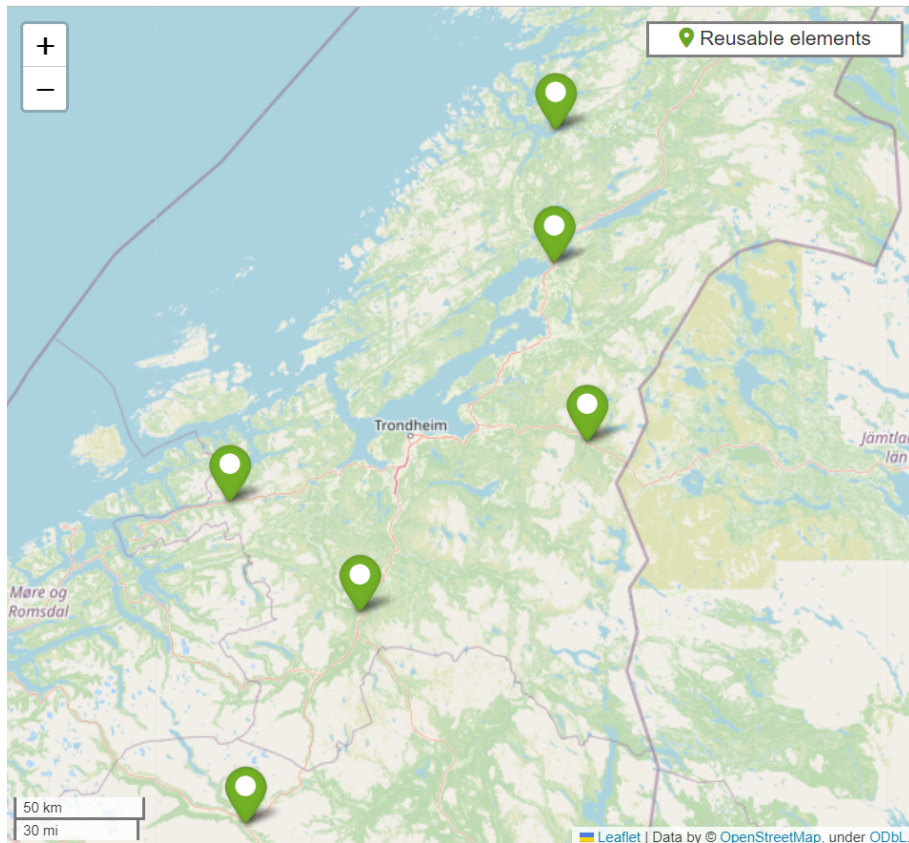 +
Reusable elements
−
Trondheim
Jämtla
län
Møre og
Romsdal
50 km
30 mi
Leaflet | Data by © OpenStreetMap, under ODbL.